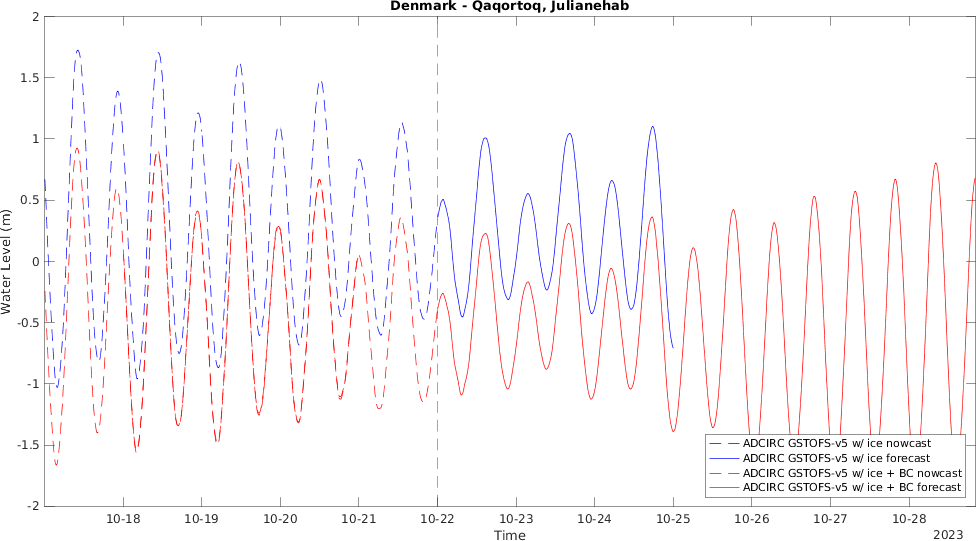 Denmark - Qaqortoq, Julianehab
Water Level (m)
2
1.5
1
0.5
0
-0.5
-1
-1.5
-2
10-18 10-19 10-20 10-21 10-22 10-23 10-24 10-25 10-26 10-27 10-28
Time
2023
ADCIRC GSTOFS-v5 w/ ice nowcast
ADCIRC GSTOFS-v5 w/ ice forecast
ADCIRC GSTOFS-v5 w/ ice + BC nowcast
ADCIRC GSTOFS-v5 w/ ice + BC forecast